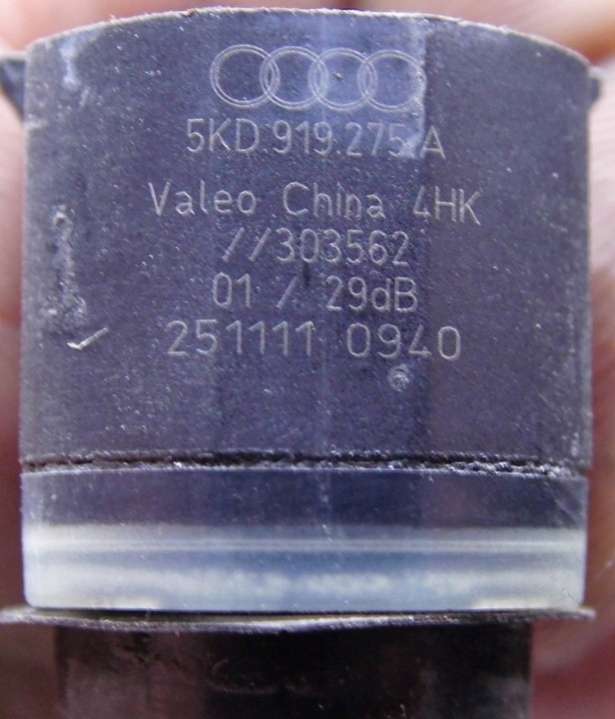 5KD.919.275.A
Valeo China 4HK
//303562
01 / 29dB
251111 0940